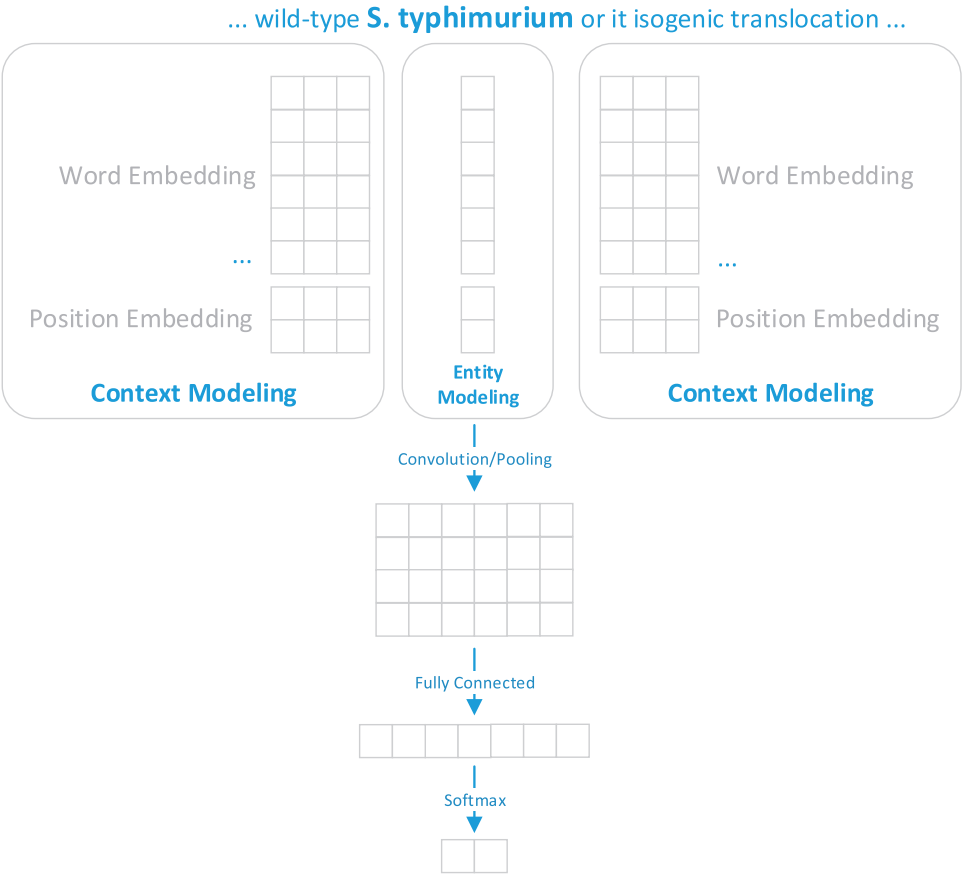 ... wild-type S. typhimurium or it isogenic translocation ...
Word Embedding
...
Position Embedding
Context Modeling
Entity
Modeling
Word Embedding
...
Position Embedding
Context Modeling
Convolution/Pooling
Fully Connected
Softmax